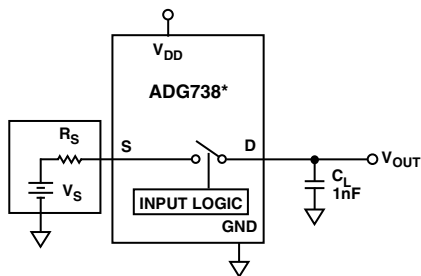 VDD
ADG738*
RS
S
D
VOUT
VS
CL
1nF
INPUT LOGIC
GND